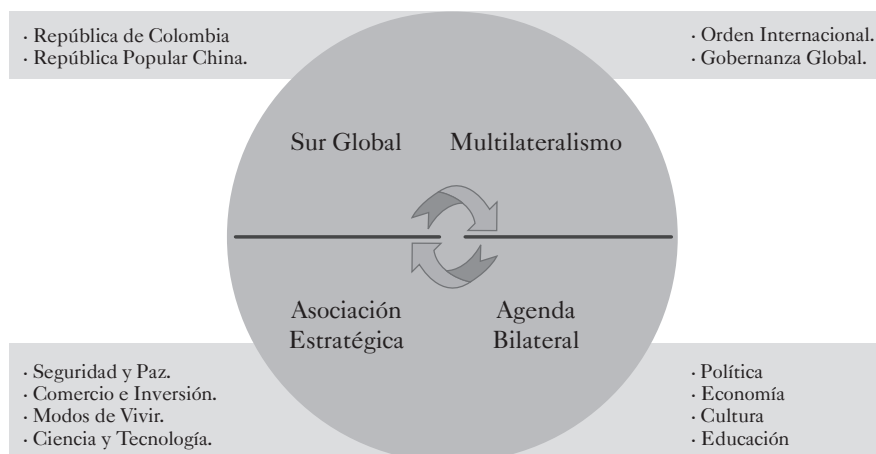 · República de Colombia
· República Popular China.
· Orden Internacional.
· Gobernanza Global.
Sur Global
Multilateralismo
Asociación
Estratégica
Agenda
Bilateral
· Seguridad y Paz.
· Comercio e Inversión.
· Modos de Vivir.
· Ciencia y Tecnología.
· Política
· Economía
· Cultura
· Educación